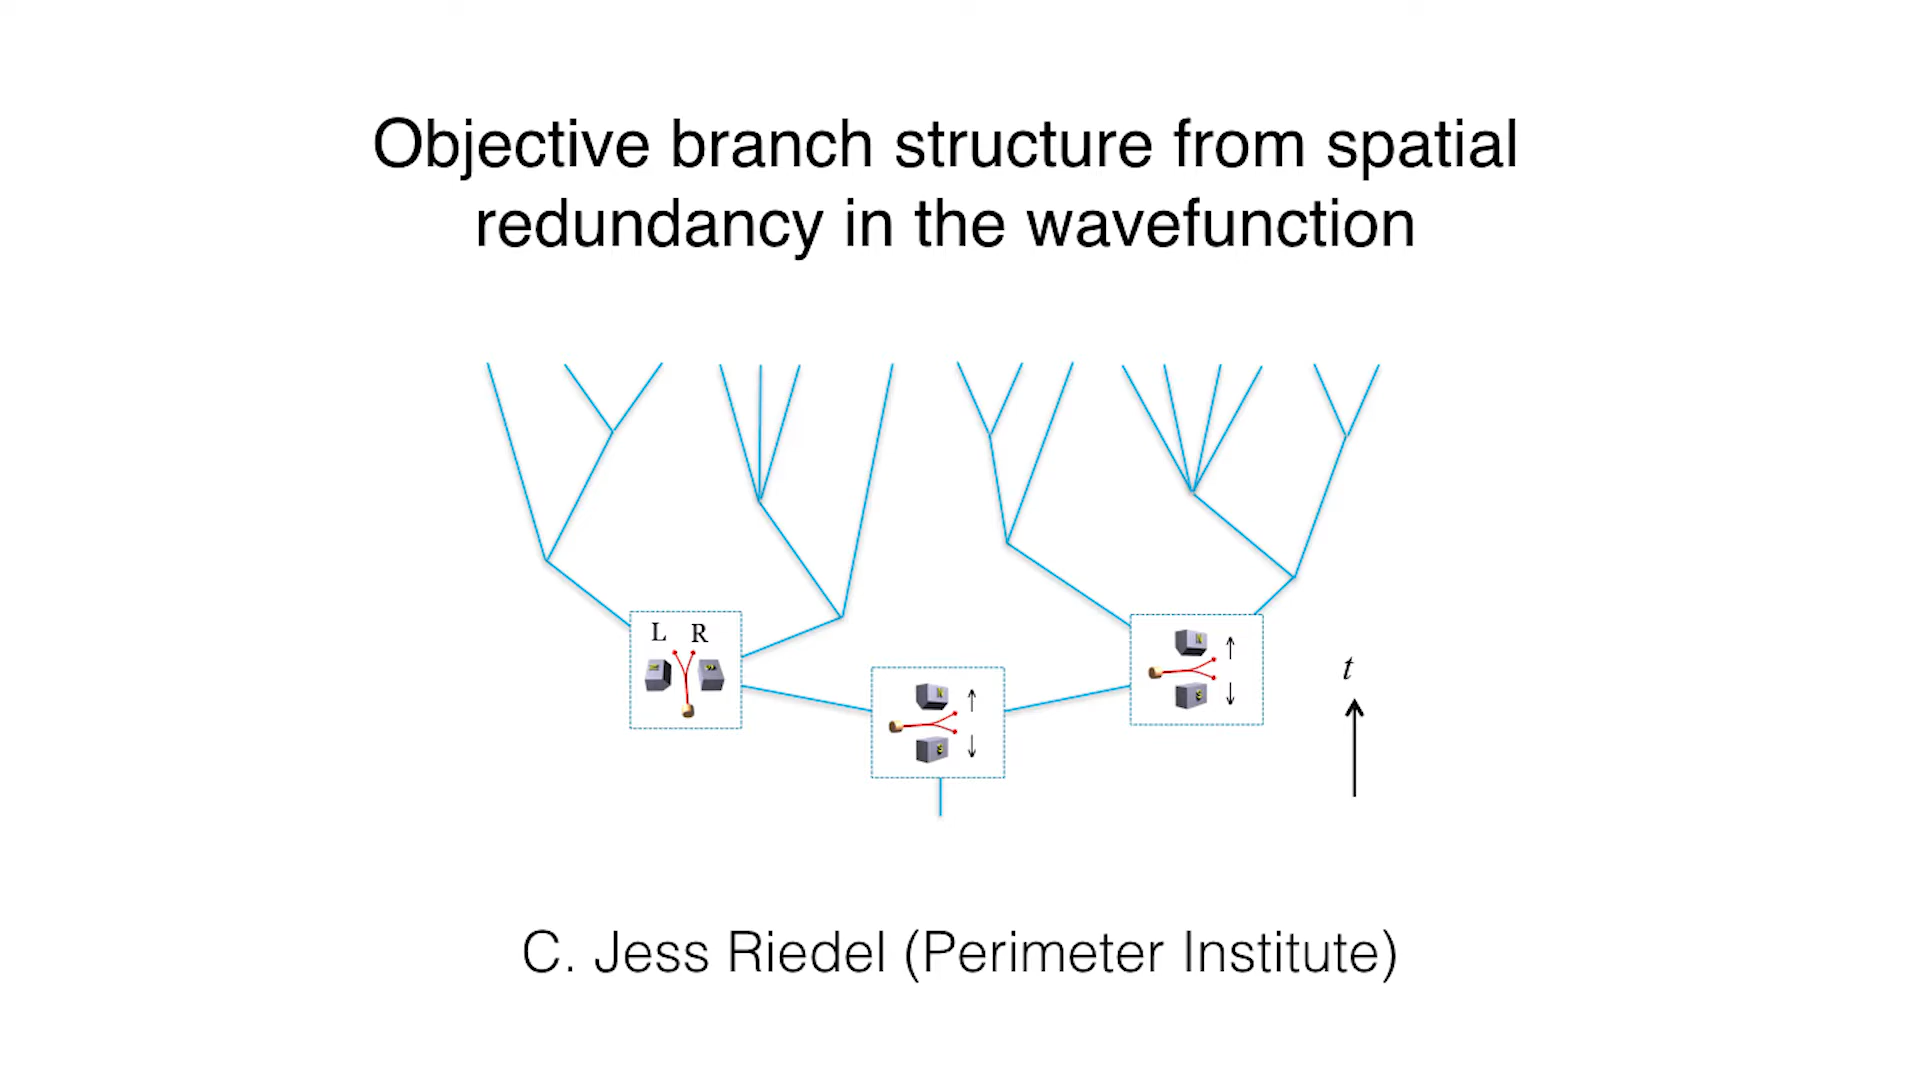 Objective branch structure from spatial
redundancy in the wavefunction
L R
↑
↓
↑
↓
t
C. Jess Riedel (Perimeter Institute)